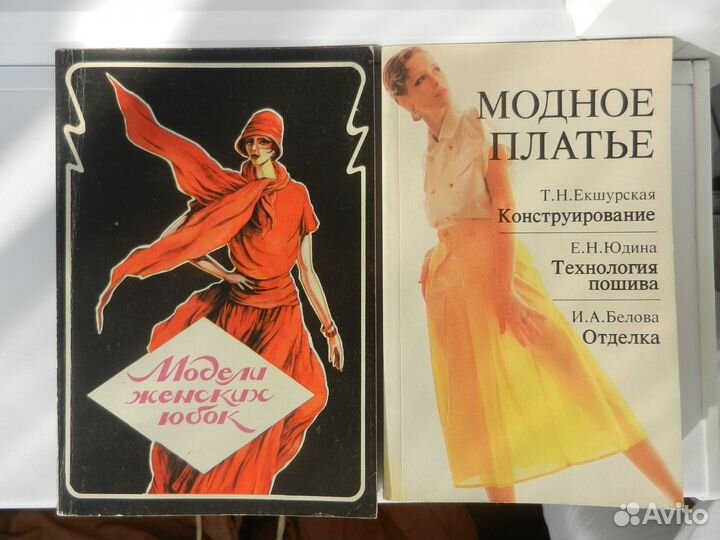 Модели
женских
юбок
МОДНОЕ
ПЛАТЬЕ
Т.Н.Екшурская
Конструирование
Е.Н.Юдина
Технология
пошива
И.А.Белова
Отделка
Avito